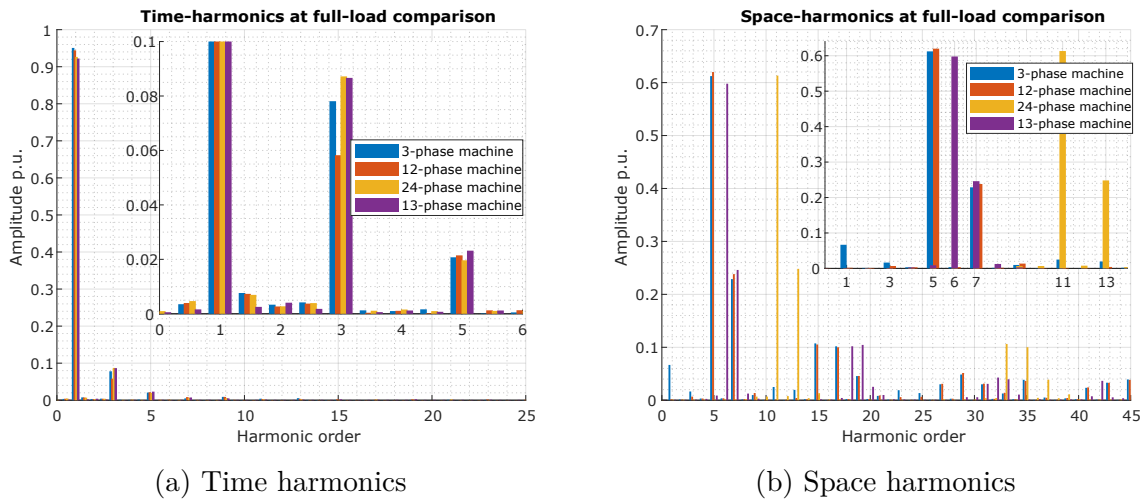 Time-harmonics at full-load comparison
Amplitude p.u.
1
0.9
0.8
0.7
0.6
0.5
0.4
0.3
0.2
0.1
0
0 5 10 15 20 25
Harmonic order
0.1
0.08
0.06
0.04
0.02
0
0 1 2 3 4 5 6
3-phase machine
12-phase machine
24-phase machine
13-phase machine
(a) Time harmonics
Space-harmonics at full-load comparison
Amplitude p.u.
0.7
0.6
0.5
0.4
0.3
0.2
0.1
0
0 5 10 15 20 25 30 35 40 45
Harmonic order
0.6
0.5
0.4
0.3
0.2
0.1
0
1 3 5 6 7 11 13
3-phase machine
12-phase machine
24-phase machine
13-phase machine
(b) Space harmonics